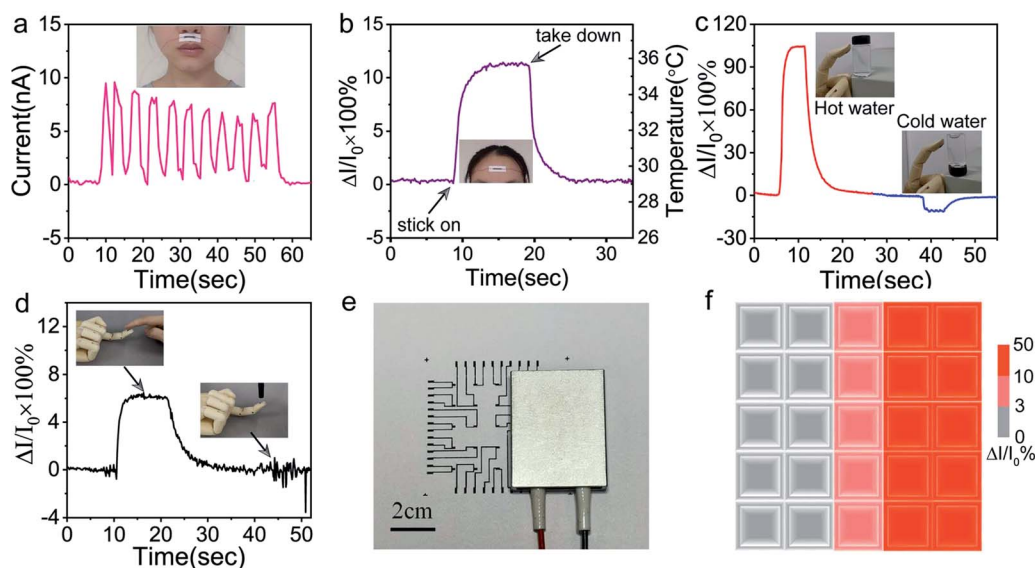 a
15
10
5
0
-5
Current(nA)
0 10 20 30 40 50 60
Time(sec)
b
15
10
5
0
-5
ΔI/I₀×100%
take down
stick on
36
34
32
30
28
26
Temperature(°C)
0 10 20 30
Time(sec)
c
120
90
60
30
0
-30
ΔI/I₀×100%
Hot water
Cold water
0 10 20 30 40 50 60
Time(sec)
d
12
8
4
0
-4
ΔI/I₀×100%
0 10 20 30 40 50
Time(sec)
e
2cm
f
50
10
3
0
ΔI/I₀%